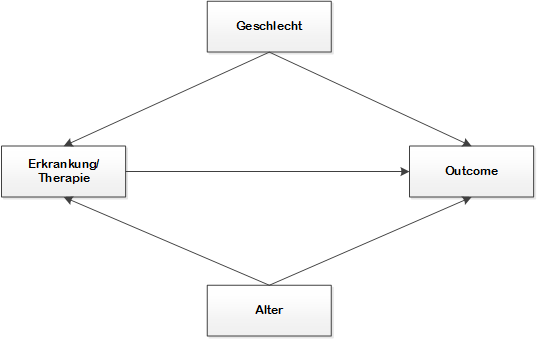 Geschlecht
Erkrankung/
Therapie
Outcome
Alter